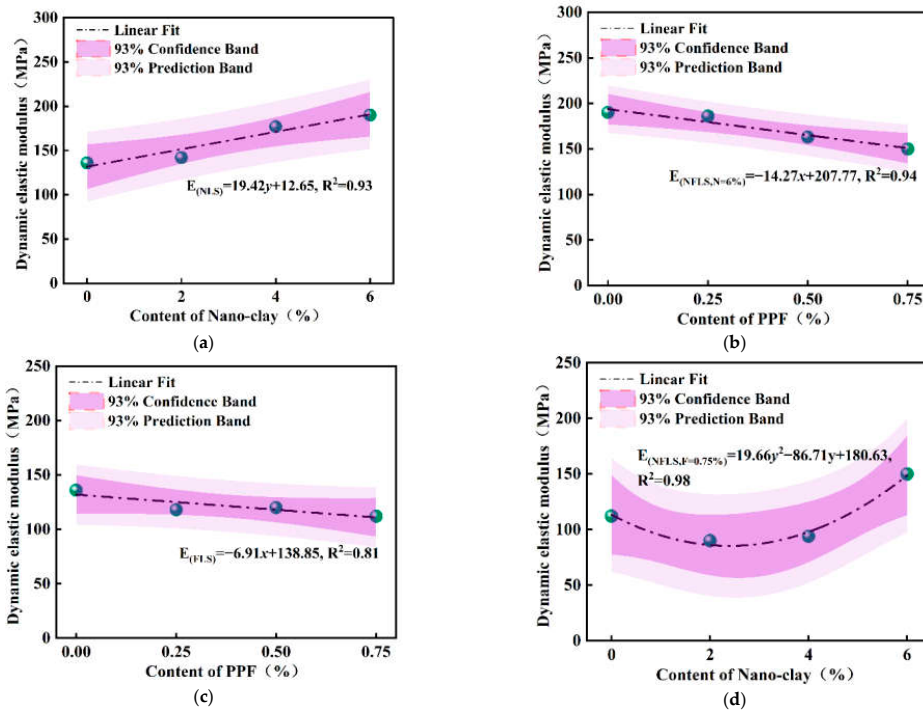 300
250
200
150
100
50
0
0
2
4
6
Dynamic elastic modulus (MPa)
Content of Nano-clay (%)
Linear Fit
93% Confidence Band
93% Prediction Band
E(NLS)=19.42y+12.65, R²=0.93
(a)
300
250
200
150
100
50
0
0.00
0.25
0.50
0.75
Dynamic elastic modulus (MPa)
Content of PPF (%)
Linear Fit
93% Confidence Band
93% Prediction Band
E(NFLS,N=6%)=−14.27x+207.77, R²=0.94
(b)
250
200
150
100
50
0
0.00
0.25
0.50
0.75
Dynamic elastic modulus (MPa)
Content of PPF (%)
Linear Fit
93% Confidence Band
93% Prediction Band
E(FLS)=−6.91x+138.85, R²=0.81
(c)
250
200
150
100
50
0
0
2
4
6
Dynamic elastic modulus (MPa)
Content of Nano-clay (%)
Linear Fit
93% Confidence Band
93% Prediction Band
E(NFLS,F=0.75%)=19.66y²−86.71y+180.63,
R²=0.98
(d)